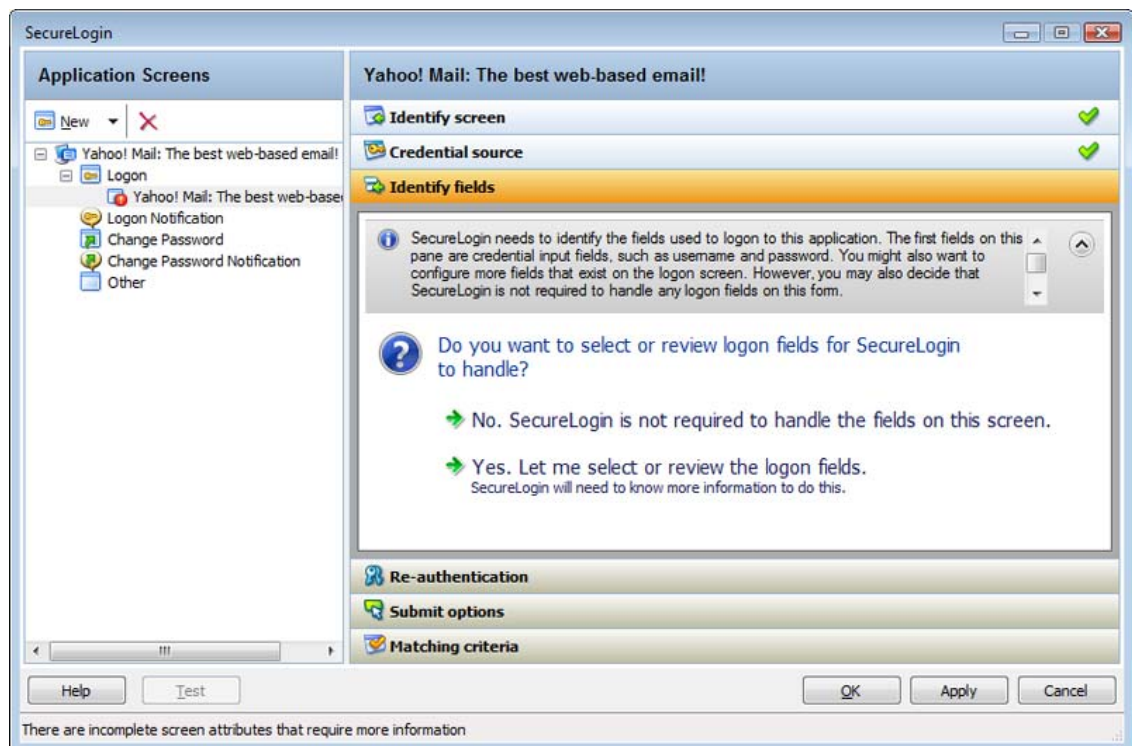 SecureLogin
Application Screens
New
Yahoo! Mail: The best web-based email!
Logon
Yahoo! Mail: The best web-base
Logon Notification
Change Password
Change Password Notification
Other
Yahoo! Mail: The best web-based email!
Identify screen
Credential source
Identify fields
SecureLogin needs to identify the fields used to logon to this application. The first fields on this
pane are credential input fields, such as username and password. You might also want to
configure more fields that exist on the logon screen. However, you may also decide that
SecureLogin is not required to handle any logon fields on this form.
Do you want to select or review logon fields for SecureLogin
to handle?
No. SecureLogin is not required to handle the fields on this screen.
Yes. Let me select or review the logon fields.
SecureLogin will need to know more information to do this.
Re-authentication
Submit options
Matching criteria
Help
Test
OK
Apply
Cancel
There are incomplete screen attributes that require more information